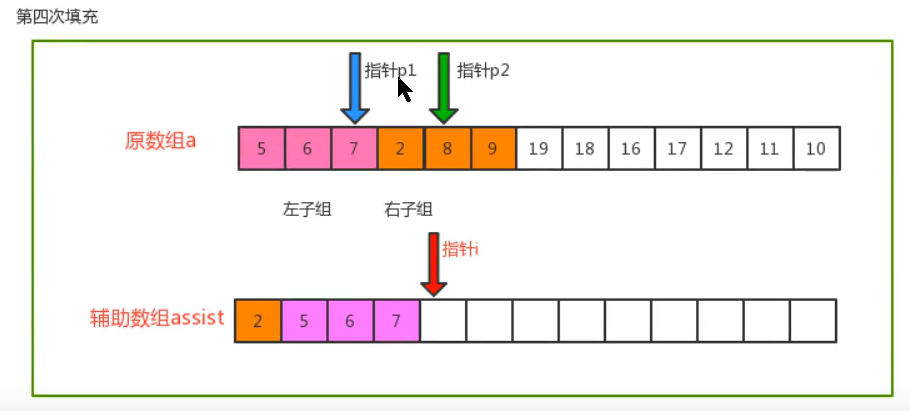 第四次填充
指针p1 指针p2
原数组a 5 6 7 2 8 9 19 18 16 17 12 11 10
左子组 右子组
指针i
辅助数组assist 2 5 6 7